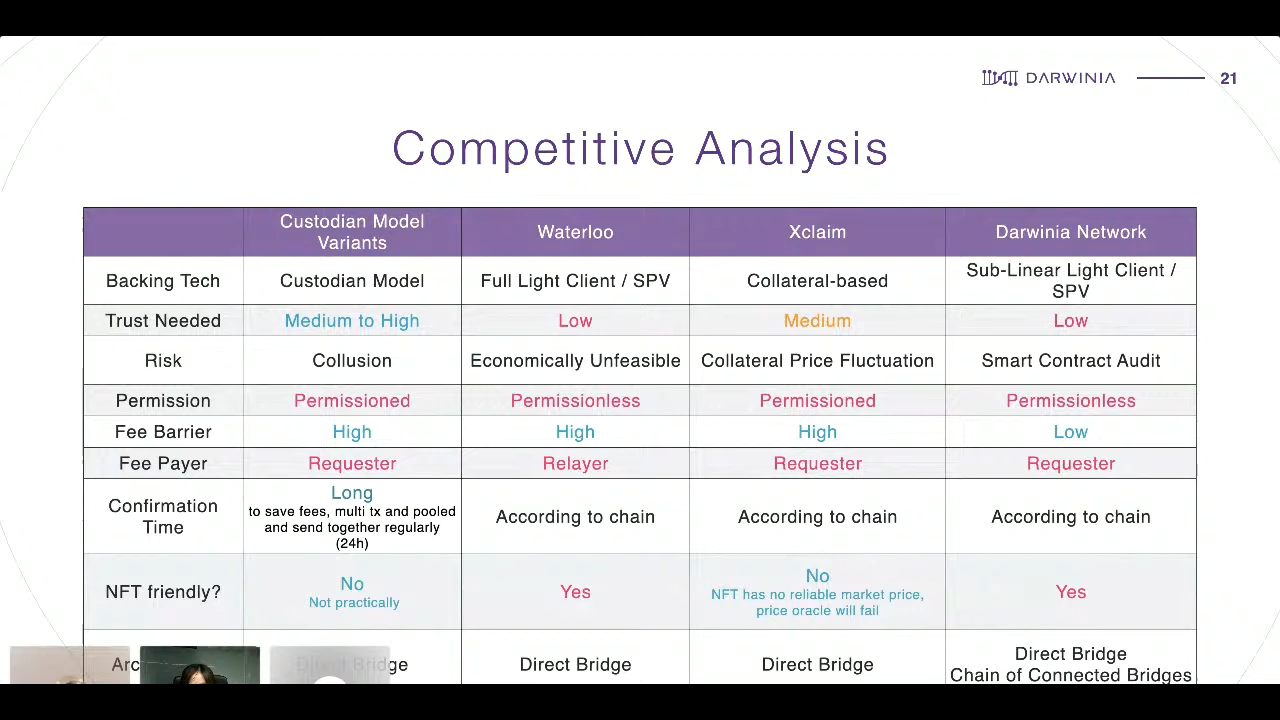 DARWINIA
21
Competitive Analysis
Custodian Model Variants Waterloo Xclaim Darwinia Network
Backing Tech Custodian Model Full Light Client / SPV Collateral-based Sub-Linear Light Client / SPV
Trust Needed Medium to High Low Medium Low
Risk Collusion Economically Unfeasible Collateral Price Fluctuation Smart Contract Audit
Permission Permissioned Permissionless Permissioned Permissionless
Fee Barrier High High High Low
Fee Payer Requester Relayer Requester Requester
Confirmation Time Long to save fees, multi tx and pooled and send together regularly (24h) According to chain According to chain According to chain
NFT friendly? No Not practically Yes No NFT has no reliable market price, price oracle will fail Yes
Direct Bridge Direct Bridge Direct Bridge Direct Bridge Chain of Connected Bridges